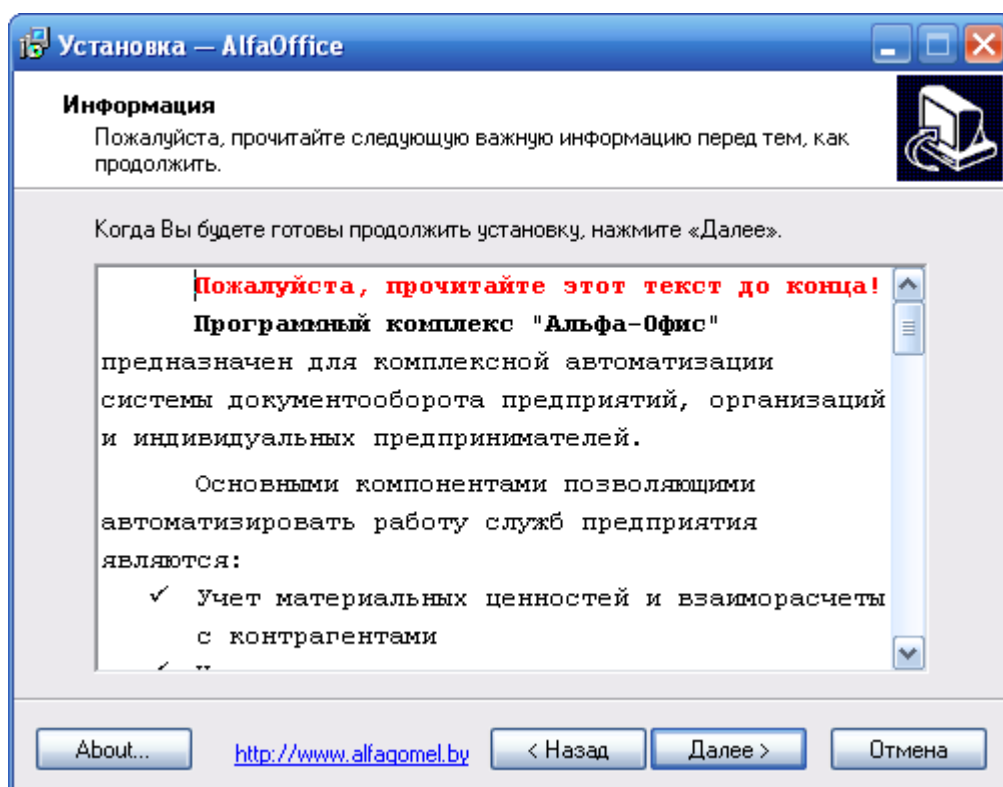 Установка — AlfaOffice
Информация
Пожалуйста, прочитайте следующую важную информацию перед тем, как
продолжить.
Когда Вы будете готовы продолжить установку, нажмите «Далее».
Пожалуйста, прочитайте этот текст до конца!
Программный комплекс "Альфа-Офис"
предназначен для комплексной автоматизации
системы документооборота предприятий, организаций
и индивидуальных предпринимателей.
Основными компонентами позволяющими
автоматизировать работу служб предприятия
являются:
✓ Учет материальных ценностей и взаиморасчеты
с контрагентами
About...
http://www.alfagomel.by
< Назад
Далее >
Отмена